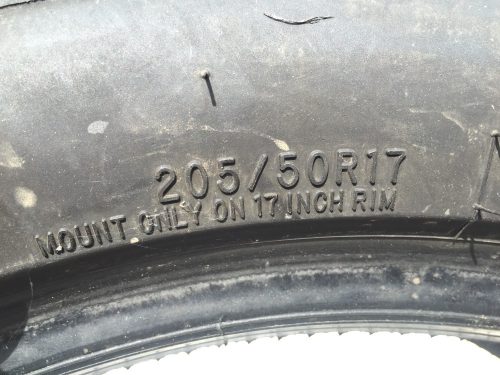 205/50R17
MOUNT ONLY ON 17 INCH RIM